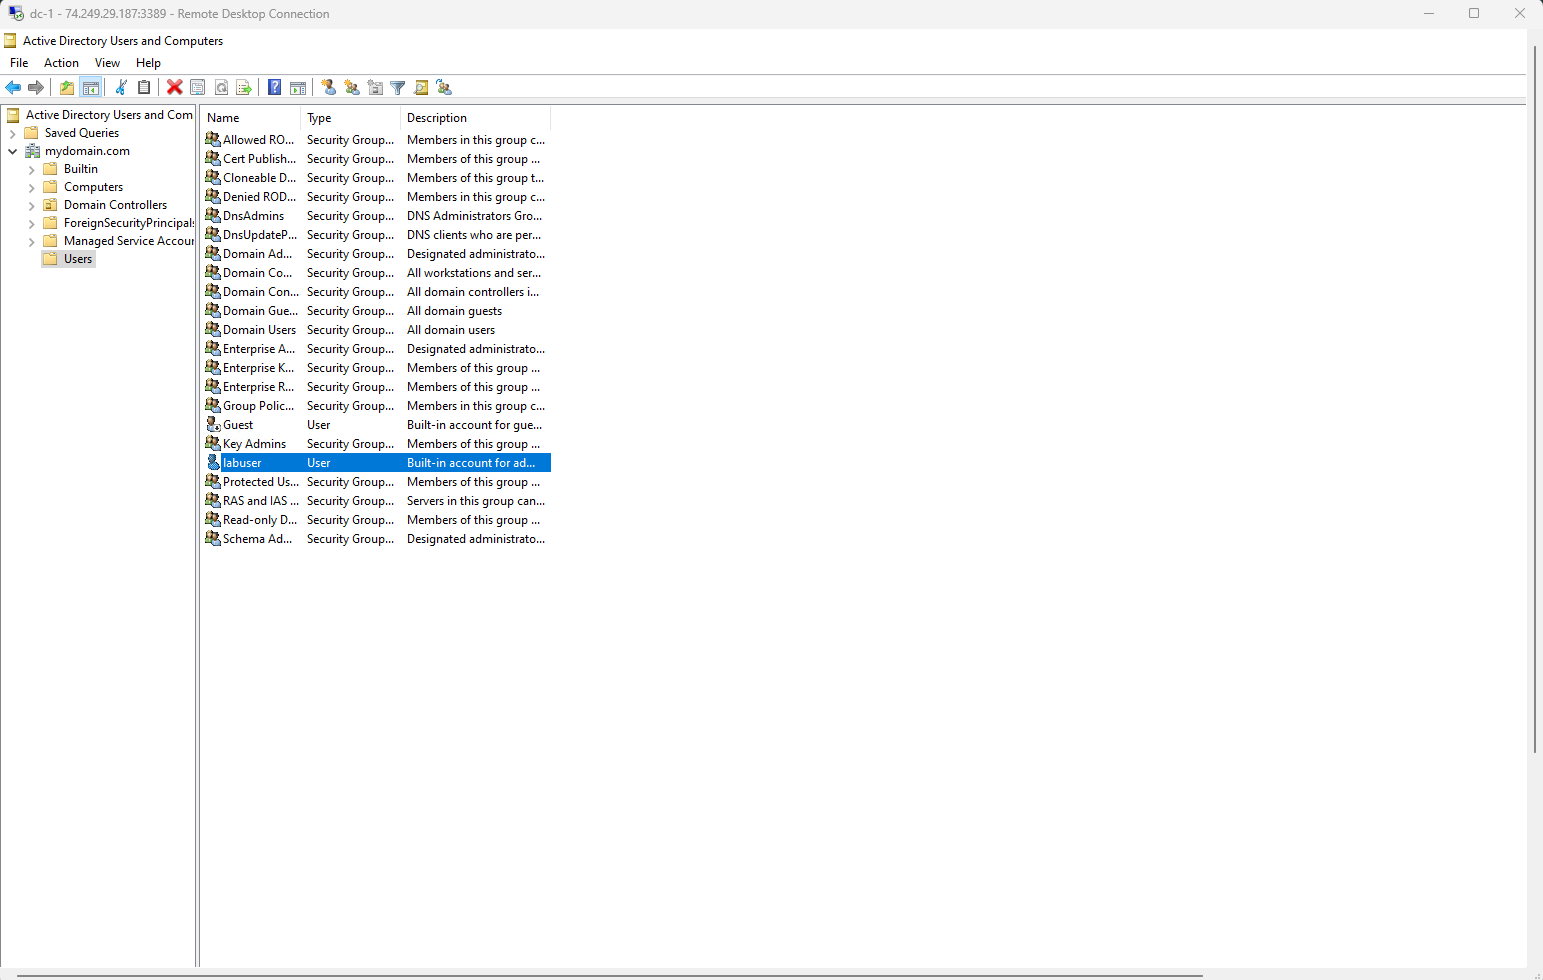 dc-1 - 74.249.29.187:3389 - Remote Desktop Connection
Active Directory Users and Computers
File Action View Help
Active Directory Users and Com
Saved Queries
mydomain.com
Builtin
Computers
Domain Controllers
ForeignSecurityPrincipals
Managed Service Accour
Users
Name Type Description
Allowed RO... Security Group... Members in this group c...
Cert Publish... Security Group... Members of this group ...
Cloneable D... Security Group... Members of this group t...
Denied ROD... Security Group... Members in this group c...
DnsAdmins Security Group... DNS Administrators Gro...
DnsUpdateP... Security Group... DNS clients who are per...
Domain Ad... Security Group... Designated administrato...
Domain Co... Security Group... All workstations and ser...
Domain Con... Security Group... All domain controllers i...
Domain Gue... Security Group... All domain guests
Domain Users Security Group... All domain users
Enterprise A... Security Group... Designated administrato...
Enterprise K... Security Group... Members of this group ...
Enterprise R... Security Group... Members of this group ...
Group Polic... Security Group... Members in this group c...
Guest User Built-in account for gue...
Key Admins Security Group... Members of this group ...
labuser User Built-in account for ad...
Protected Us... Security Group... Members of this group ...
RAS and IAS ... Security Group... Servers in this group can...
Read-only D... Security Group... Members of this group ...
Schema Ad... Security Group... Designated administrato...